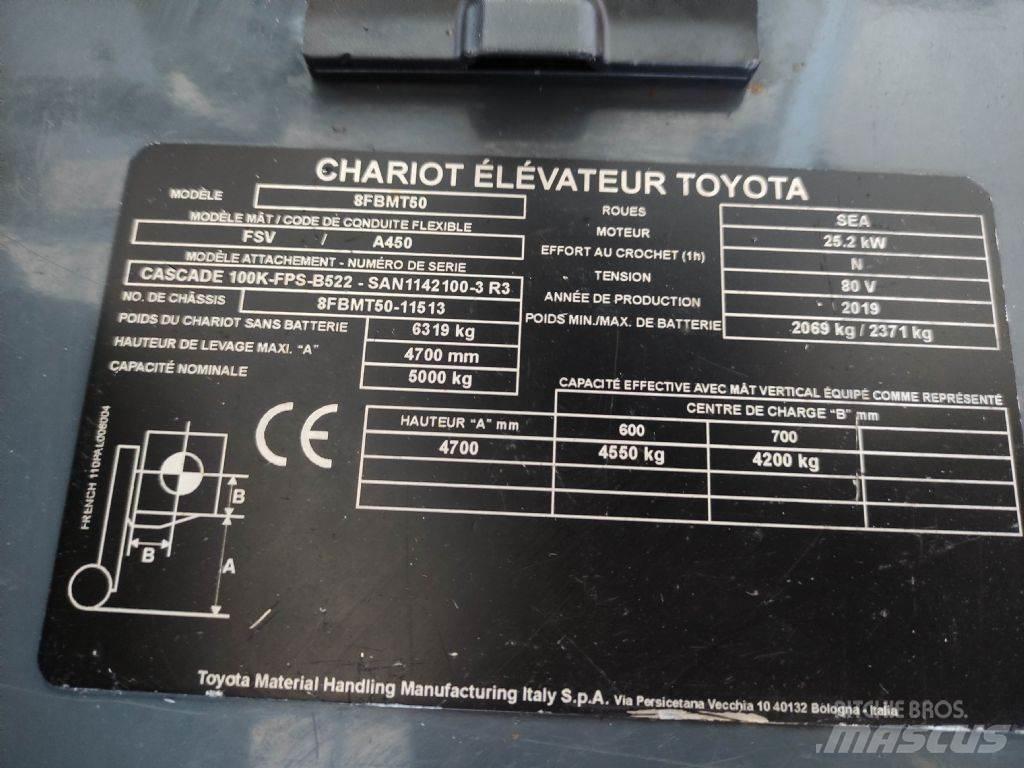 CHARIOT ÉLÉVATEUR TOYOTA
MODÈLE 8FBMT50
MODÈLE MÂT / CODE DE CONDUITE FLEXIBLE
FSV / A450
MODÈLE ATTACHEMENT - NUMÉRO DE SERIE
CASCADE 100K-FPS-B522 - SAN1142100-3 R3
NO. DE CHÂSSIS 8FBMT50-11513
POIDS DU CHARIOT SANS BATTERIE 6319 kg
HAUTEUR DE LEVAGE MAXI. "A" 4700 mm
CAPACITÉ NOMINALE 5000 kg
ROUES SEA
MOTEUR 25.2 kW
EFFORT AU CROCHET (1h) N
TENSION 80 V
ANNÉE DE PRODUCTION 2019
POIDS MIN./MAX. DE BATTERIE 2069 kg / 2371 kg
CAPACITÉ EFFECTIVE AVEC MÂT VERTICAL ÉQUIPÉ COMME REPRÉSENTÉ
HAUTEUR "A" mm CENTRE DE CHARGE "B" mm
600 700
4700 4550 kg 4200 kg
CE
FRENCH 110PAL006004
B
B
A
Toyota Material Handling Manufacturing Italy S.p.A. Via Persicetana Vecchia 10 40132 Bologna - Italia
RITCHIE BROS.
MASCUS